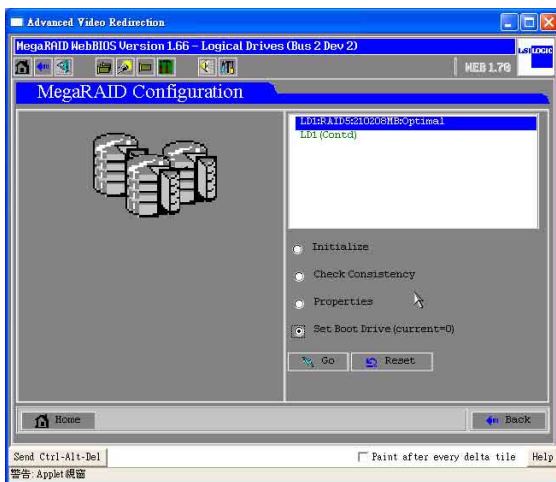 Advanced Video Redirection
MegaRAID WebBIOS Version 1.66 - Logical Drives (Bus 2 Dev 2)
LSI LOGIC
WEB 1.70
MegaRAID Configuration
LD1:RAID5:210208MB:Optimal
LD1(Contd)
Initialize
Check Consistency
Properties
Set Boot Drive (current=0)
Go Reset
Home Back
Send Ctrl-Alt-Del Paint after every delta tile Help
警告: Applet 視窗